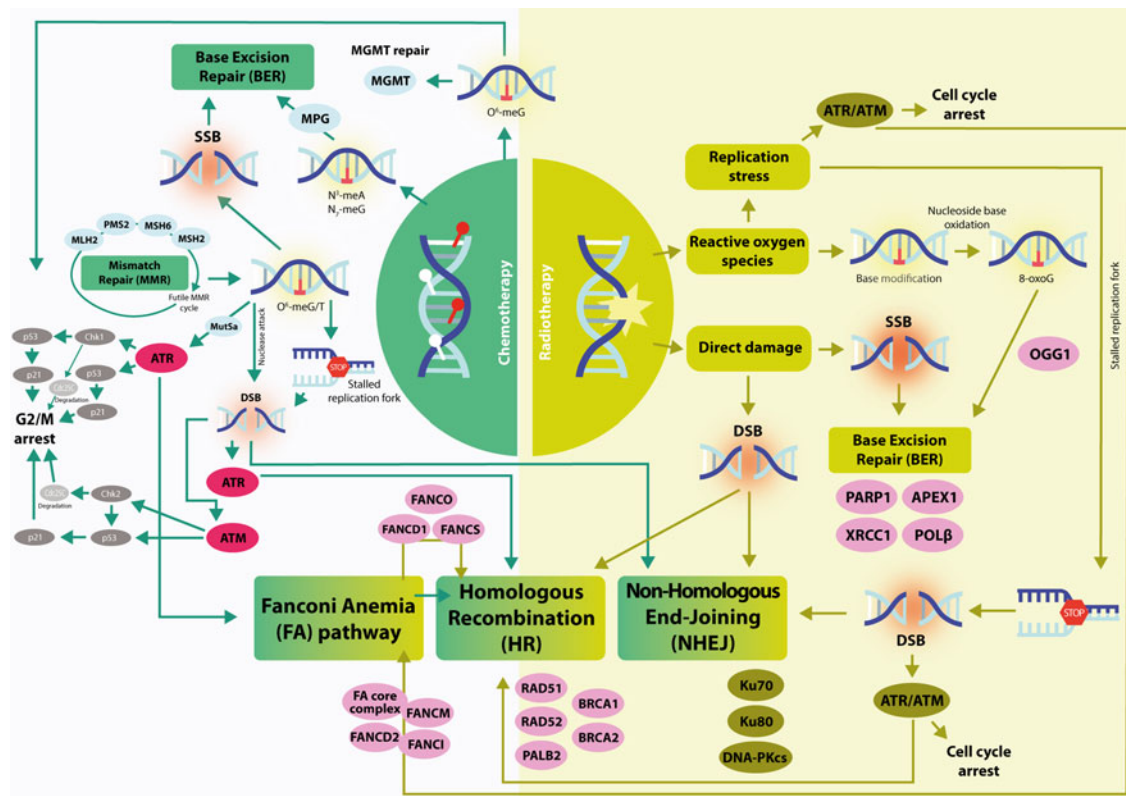 Base Excision
Repair (BER)
MGMT repair
MGMT
O⁶-meG
MPG
SSB
N³-meA
N₇-meG
PMS2
MSH6
MLH2
MSH2
Mismatch
Repair (MMR)
Futile MMR
cycle
O⁶-meG/T
MutSa
Nuclease attack
STOP
Stalled
replication fork
p53
Chk1
ATR
p21
p53
Cdc25C
Degradation
p21
G2/M
arrest
DSB
ATR
Cdc25C
Degradation
Chk2
p21
p53
ATM
Chemotherapy
Radiotherapy
ATR/ATM
Cell cycle
arrest
Replication
stress
Reactive oxygen
species
Nucleoside base
oxidation
Base modification
8-oxoG
Direct damage
SSB
OGG1
Stalled replication fork
DSB
Base Excision
Repair (BER)
PARP1
APEX1
XRCC1
POLβ
FANCO
FANCD1
FANCS
Fanconi Anemia
(FA) pathway
Homologous
Recombination
(HR)
Non-Homologous
End-Joining
(NHEJ)
DSB
STOP
FA core
complex
FANCM
FANCD2
FANCI
RAD51
BRCA1
RAD52
BRCA2
PALB2
Ku70
Ku80
DNA-PKcs
ATR/ATM
Cell cycle
arrest